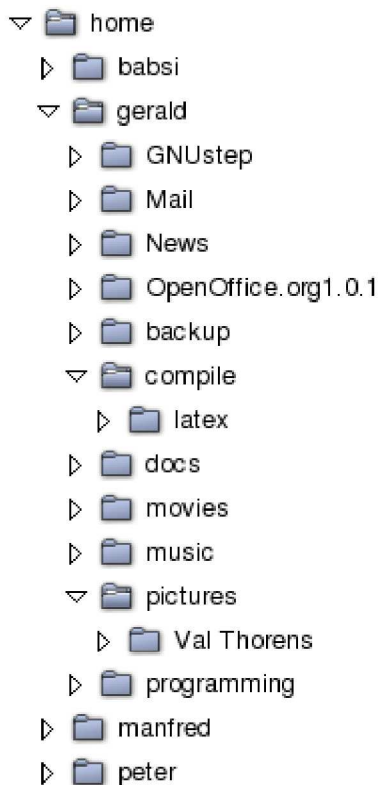 home
babsi
gerald
GNUstep
Mail
News
OpenOffice.org1.0.1
backup
compile
latex
docs
movies
music
pictures
Val Thorens
programming
manfred
peter